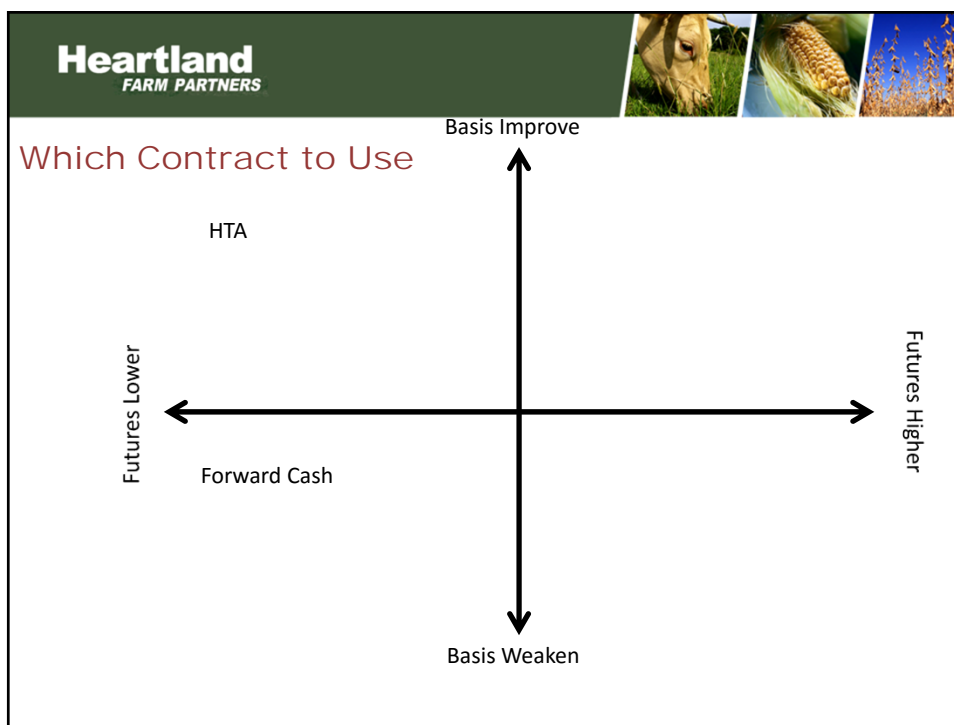 Heartland
FARM PARTNERS
Basis Improve
Which Contract to Use
HTA
Futures Lower
Futures Higher
Forward Cash
Basis Weaken